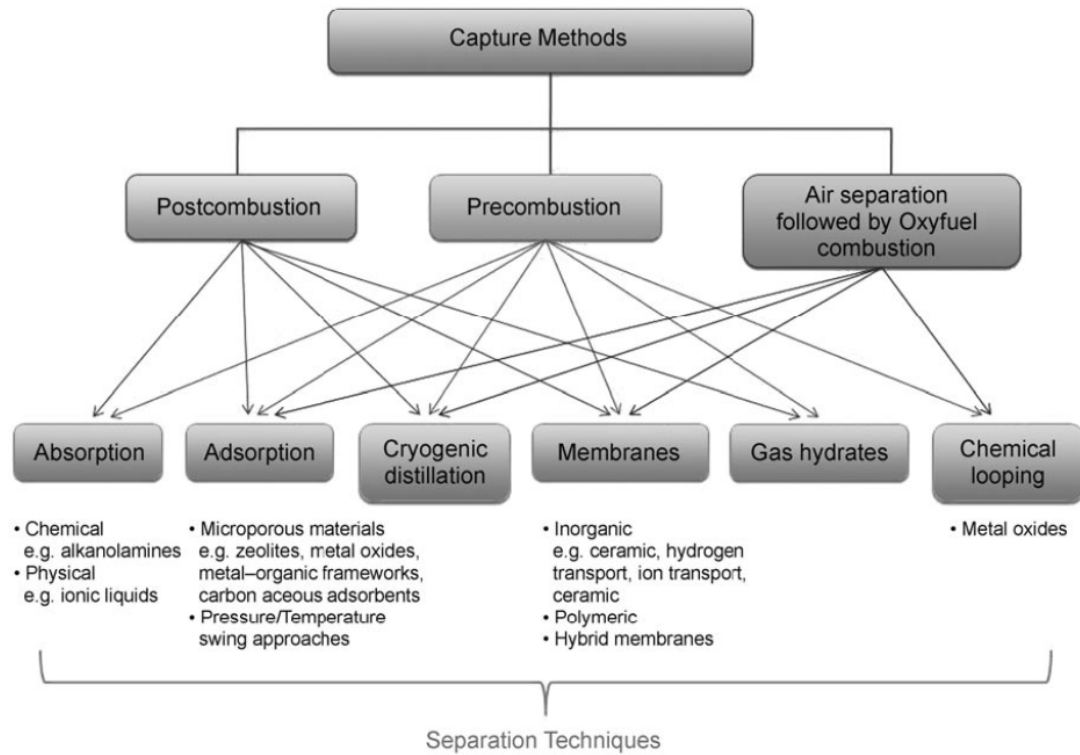 Capture Methods
Postcombustion
Precombustion
Air separation
followed by Oxyfuel
combustion
Absorption
Adsorption
Cryogenic
distillation
Membranes
Gas hydrates
Chemical
looping
• Chemical
e.g. alkanolamines
• Physical
e.g. ionic liquids
• Microporous materials
e.g. zeolites, metal oxides,
metal–organic frameworks,
carbon aceous adsorbents
• Pressure/Temperature
swing approaches
• Inorganic
e.g. ceramic, hydrogen
transport, ion transport,
ceramic
• Polymeric
• Hybrid membranes
• Metal oxides
Separation Techniques